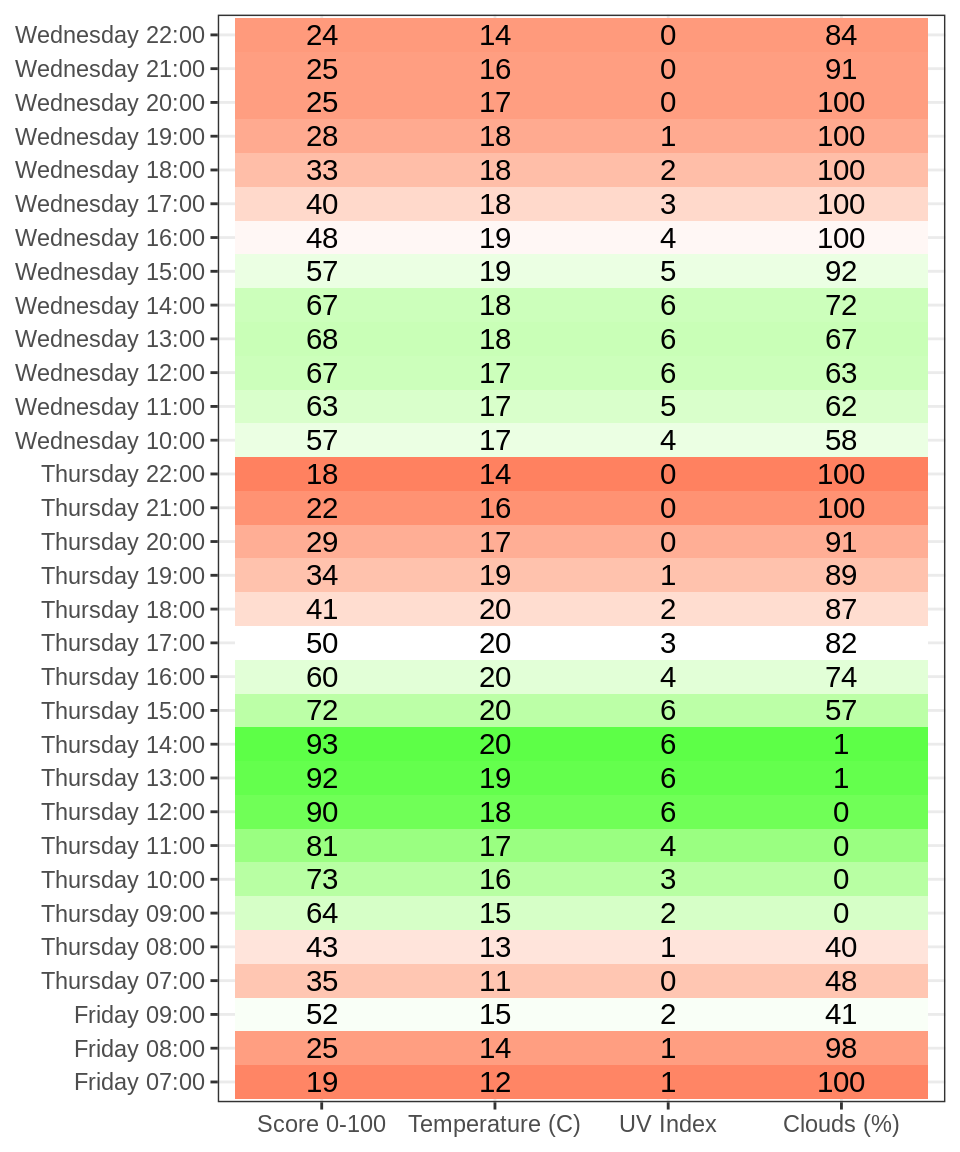 Wednesday 22:00 24 14 0 84
Wednesday 21:00 25 16 0 91
Wednesday 20:00 25 17 0 100
Wednesday 19:00 28 18 1 100
Wednesday 18:00 33 18 2 100
Wednesday 17:00 40 18 3 100
Wednesday 16:00 48 19 4 100
Wednesday 15:00 57 19 5 92
Wednesday 14:00 67 18 6 72
Wednesday 13:00 68 18 6 67
Wednesday 12:00 67 17 6 63
Wednesday 11:00 63 17 5 62
Wednesday 10:00 57 17 4 58
Thursday 22:00 18 14 0 100
Thursday 21:00 22 16 0 100
Thursday 20:00 29 17 0 91
Thursday 19:00 34 19 1 89
Thursday 18:00 41 20 2 87
Thursday 17:00 50 20 3 82
Thursday 16:00 60 20 4 74
Thursday 15:00 72 20 6 57
Thursday 14:00 93 20 6 1
Thursday 13:00 92 19 6 1
Thursday 12:00 90 18 6 0
Thursday 11:00 81 17 4 0
Thursday 10:00 73 16 3 0
Thursday 09:00 64 15 2 0
Thursday 08:00 43 13 1 40
Thursday 07:00 35 11 0 48
Friday 09:00 52 15 2 41
Friday 08:00 25 14 1 98
Friday 07:00 19 12 1 100
Score 0-100 Temperature (C) UV Index Clouds (%)